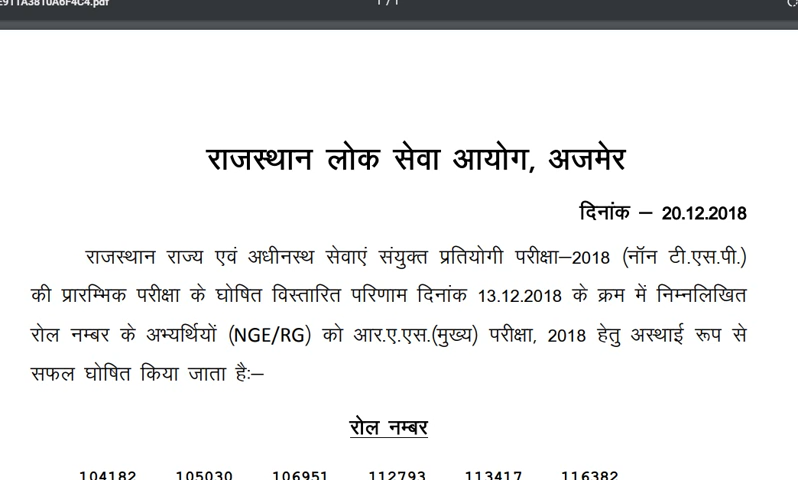 1 / 1
राजस्थान लोक सेवा आयोग, अजमेर
दिनांक – 20.12.2018
राजस्थान राज्य एवं अधीनस्थ सेवाएं संयुक्त प्रतियोगी परीक्षा–2018 (नॉन टी.एस.पी.)
की प्रारम्भिक परीक्षा के घोषित विस्तारित परिणाम दिनांक 13.12.2018 के क्रम में निम्नलिखित
रोल नम्बर के अभ्यर्थियों (NGE/RG) को आर.ए.एस.(मुख्य) परीक्षा, 2018 हेतु अस्थाई रूप से
सफल घोषित किया जाता हैः–
रोल नम्बर
104182 105030 106951 112793 113417 116382